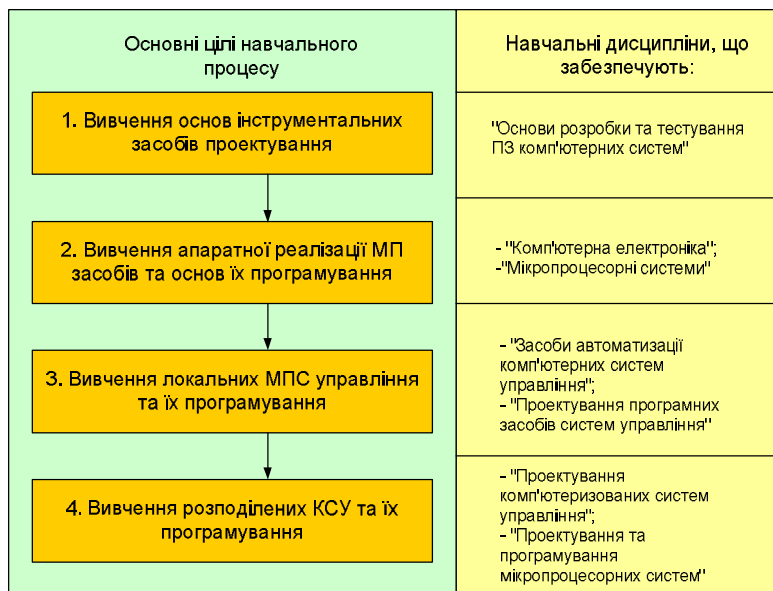 Основні цілі навчального
процесу
1. Вивчення основ інструментальних
засобів проектування
2. Вивчення апаратної реалізації МП
засобів та основ їх програмування
3. Вивчення локальних МПС управління
та їх програмування
4. Вивчення розподілених КСУ та їх
програмування
Навчальні дисципліни, що
забезпечують:
"Основи розробки та тестування
ПЗ комп'ютерних систем"
- "Комп'ютерна електроніка";
-"Мікропроцесорні системи"
- "Засоби автоматизації
комп'ютерних систем
управління";
- "Проектування програмних
засобів систем управління"
- "Проектування
комп'ютеризованих систем
управління";
- "Проектування та
програмування
мікропроцесорних систем"